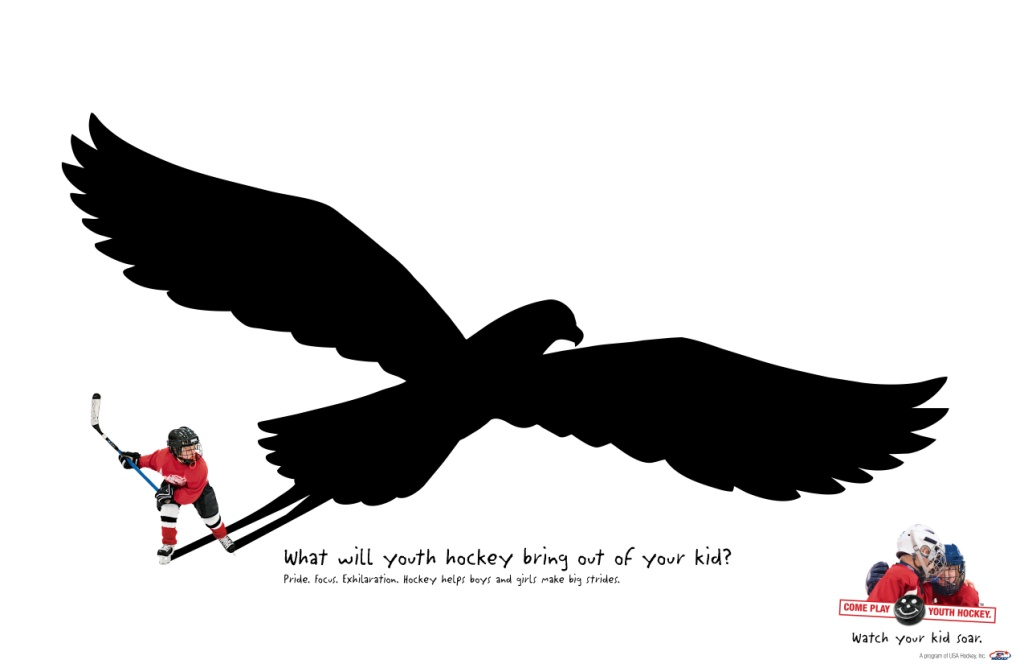 What will youth hockey bring out of your kid?
Pride. Focus. Exhilaration. Hockey helps boys and girls make big strides.
COME PLAY YOUTH HOCKEY.
Watch your kid soar.
A program of USA Hockey, Inc.